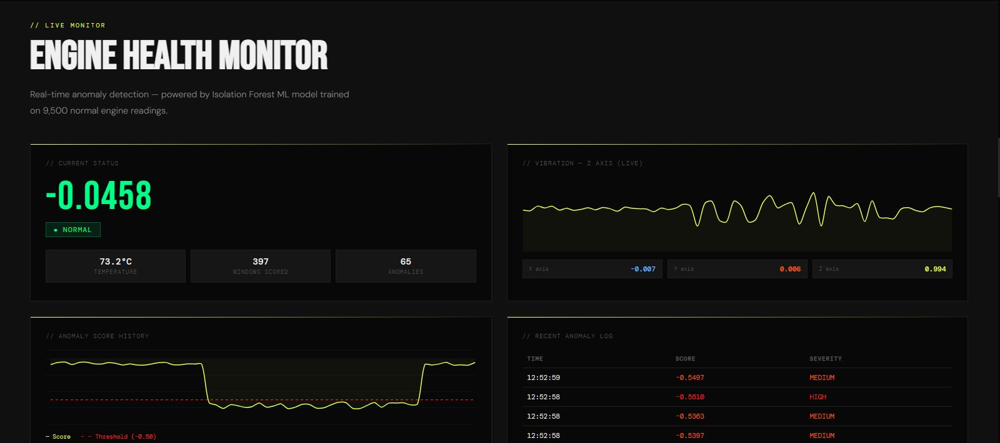 // LIVE MONITOR
ENGINE HEALTH MONITOR
Real-time anomaly detection — powered by Isolation Forest ML model trained
on 9,500 normal engine readings.
// CURRENT STATUS
-0.0458
● NORMAL
73.2°C
TEMPERATURE
397
WINDOWS SCORED
65
ANOMALIES
// VIBRATION — Z AXIS (LIVE)
X axis -0.007
Y axis 0.006
Z axis 0.994
// ANOMALY SCORE HISTORY
— Score - - Threshold (-0.50)
// RECENT ANOMALY LOG
TIME SCORE SEVERITY
12:52:59 -0.5497 MEDIUM
12:52:58 -0.5610 HIGH
12:52:58 -0.5363 MEDIUM
12:52:58 -0.5397 MEDIUM